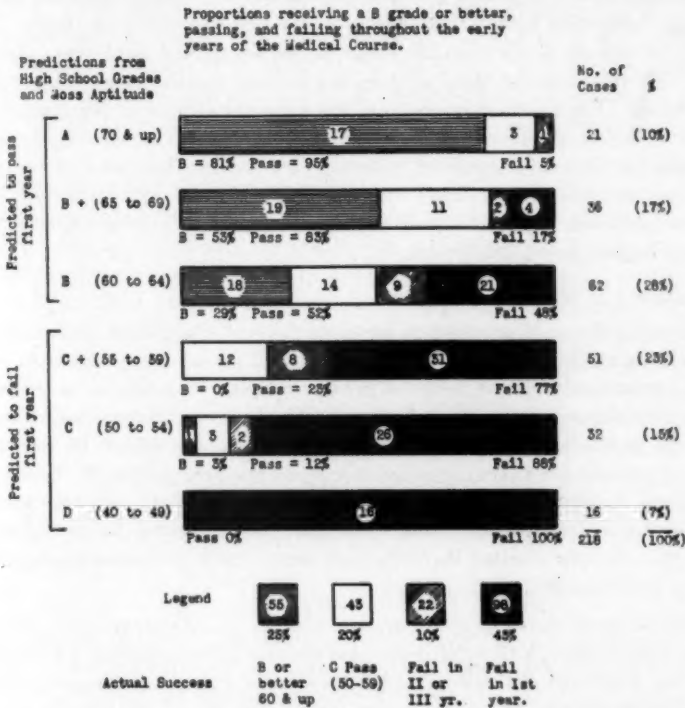 Proportions receiving a B grade or better,
passing, and failing throughout the early
years of the Medical Course.
Predictions from
High School Grades
and Moss Aptitude
No. of
Cases %
Predicted to pass
first year
A (70 & up) 17 3 1 21 (10%)
B = 81% Pass = 95% Fail 5%
B + (65 to 69) 19 11 2 4 36 (17%)
B = 53% Pass = 83% Fail 17%
B (60 to 64) 18 14 9 21 62 (28%)
B = 29% Pass = 52% Fail 48%
Predicted to fail
first year
C + (55 to 59) 12 8 31 51 (23%)
B = 0% Pass = 23% Fail 77%
C (50 to 54) 1 3 2 26 32 (15%)
B = 3% Pass = 12% Fail 88%
D (40 to 49) 16 16 (7%)
Pass 0% Fail 100%
218 (100%)
Legend 55 43 22 98
25% 20% 10% 45%
Actual Success
B or
better
60 & up
C Pass
(50-59)
Fail in
II or
III yr.
Fail
in 1st
year.